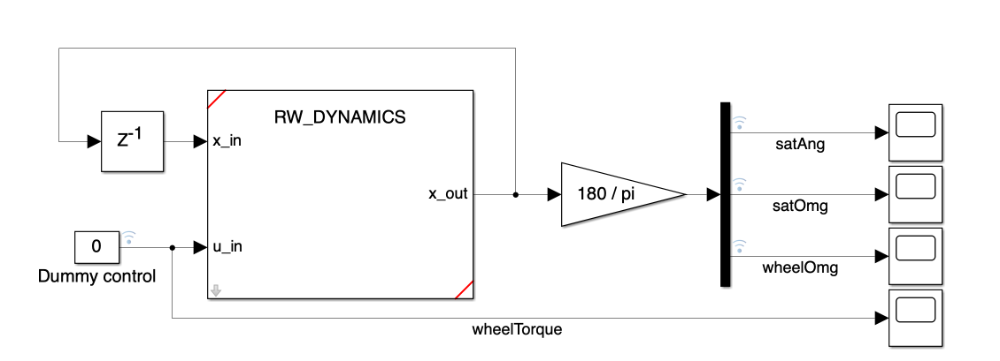 RW_DYNAMICS
Z-1
x_in
satAng
x_out
180 / pi
satOmg
0
u_in
Dummy control
wheelOmg
wheelTorque